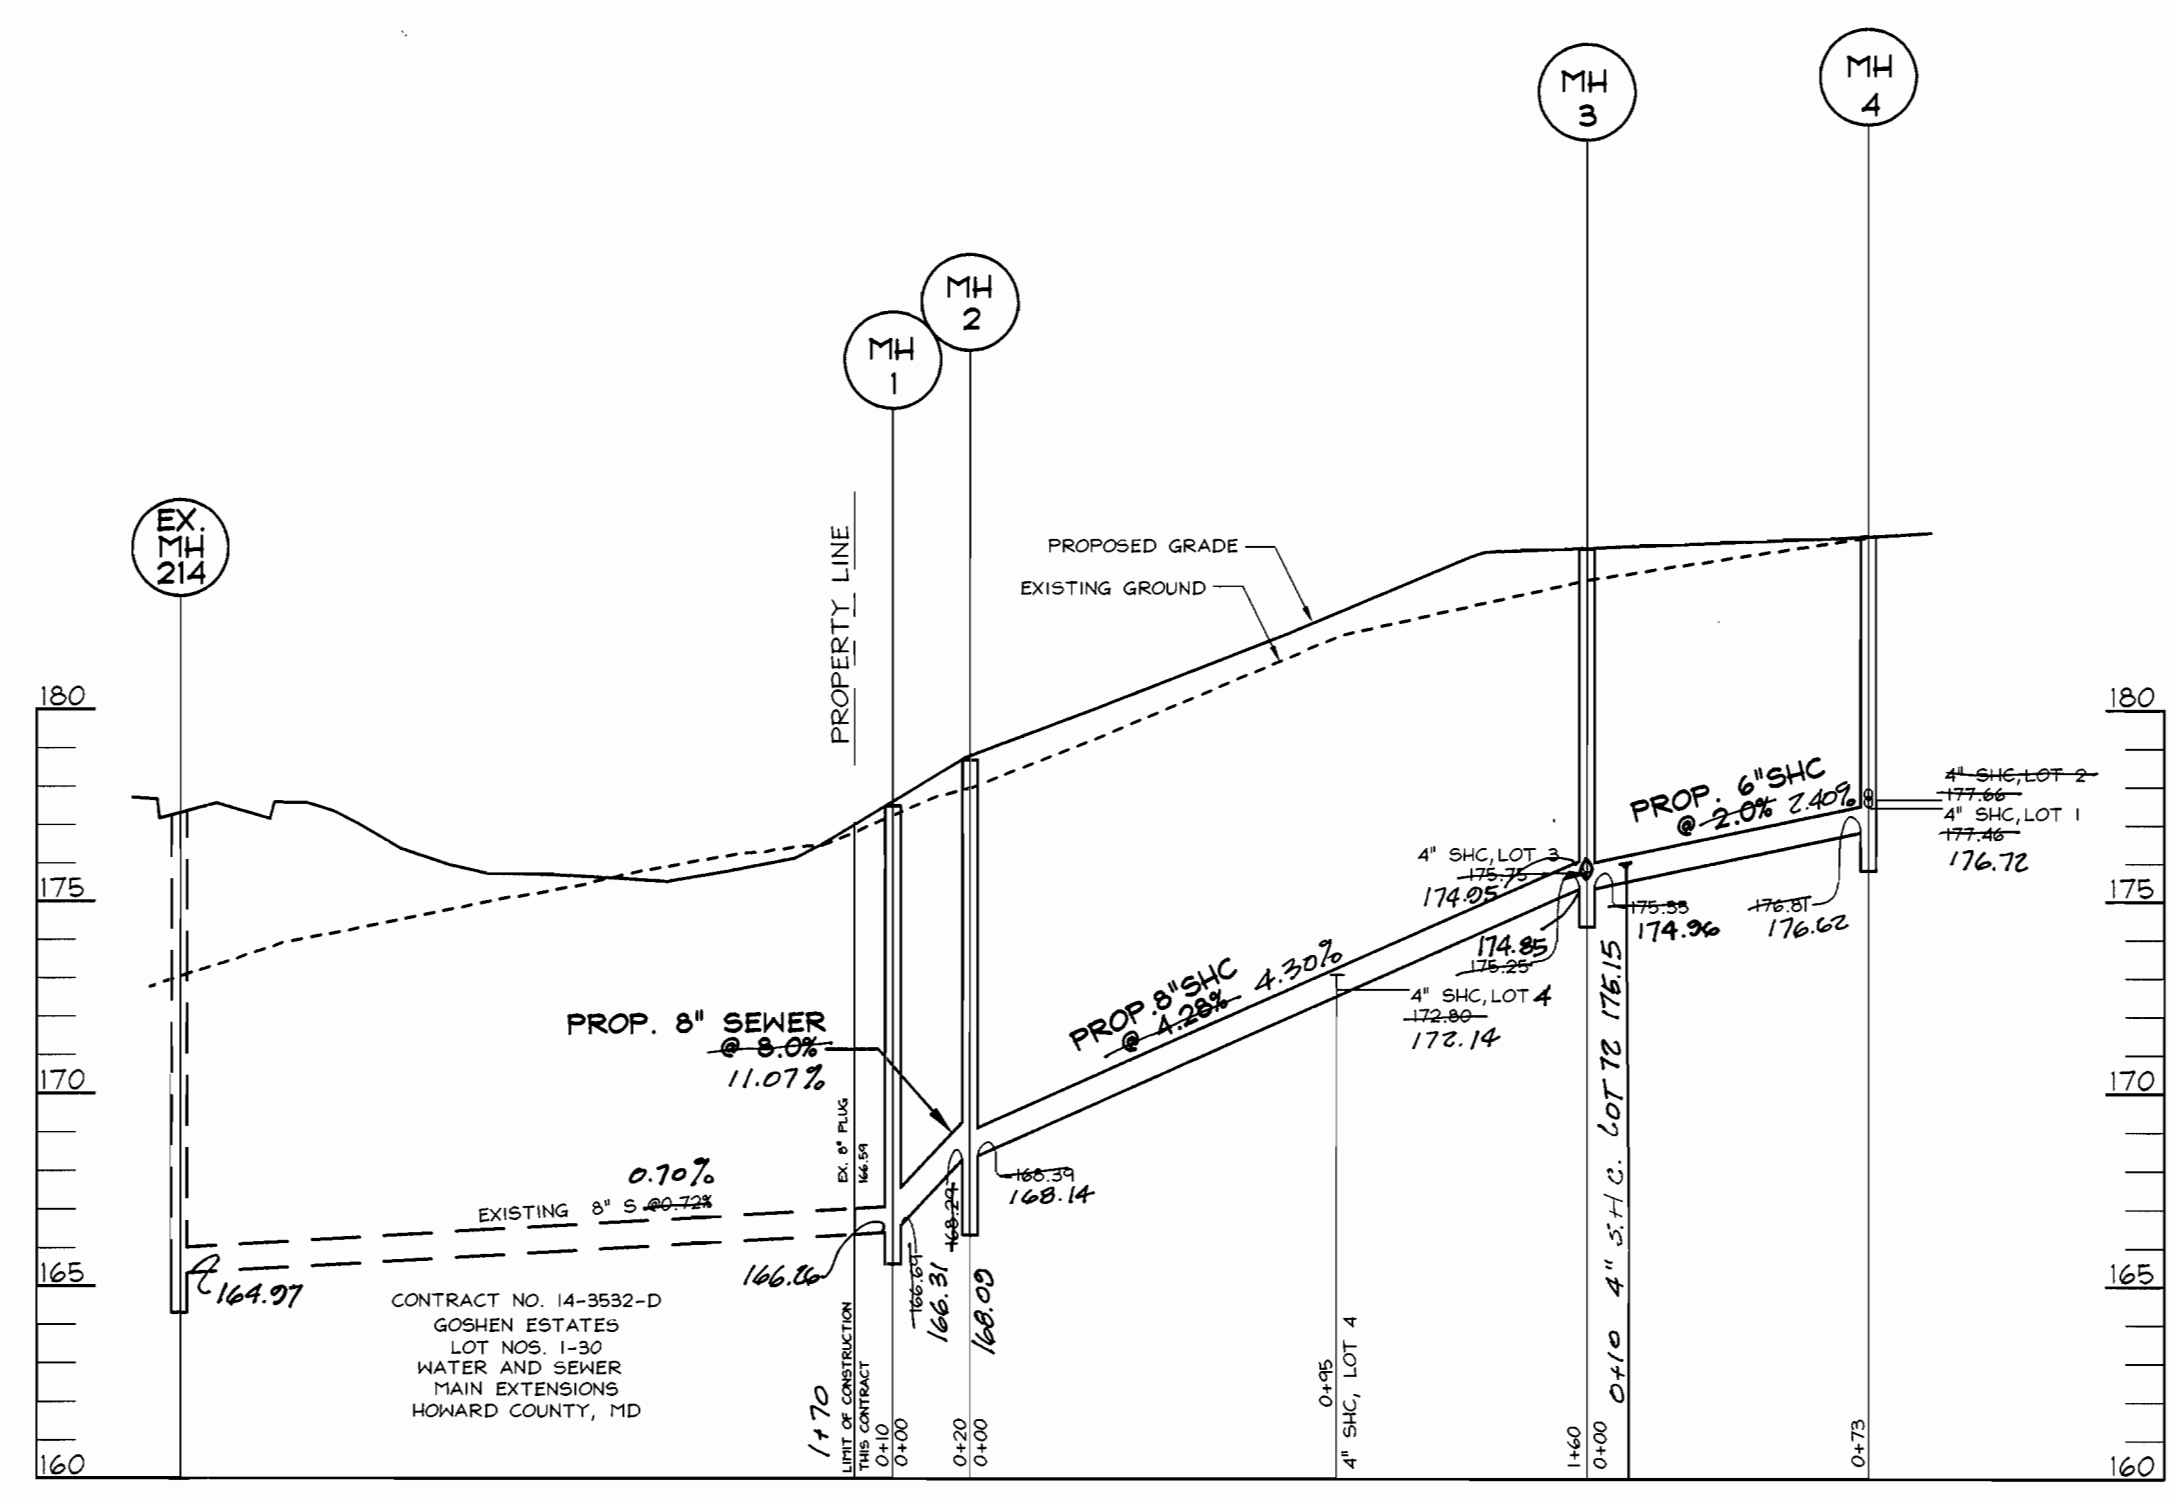 MH
3
MH
4
MH
2
MH
1
EX.
MH
214
PROPERTY LINE
PROPOSED GRADE
EXISTING GROUND
180
175
170
165
160
180
175
170
165
160
PROP. 6" SHC
@ 2.0% 2.40%
4" SHC, LOT 2
177.66
4" SHC, LOT 1
177.46
176.72
4" SHC, LOT 3
175.75
174.95
174.85
175.25
175.35
174.96
176.81
176.62
PROP. 8" SHC
@ 4.28% 4.30%
4" SHC, LOT 4
172.80
172.14
PROP. 8" SEWER
@ 8.0%
11.07%
EX. 8" PLUG
166.59
0.70%
EXISTING 8" S @0.72%
164.97
166.26
166.69
166.31
168.29
168.09
168.39
168.14
CONTRACT NO. 14-3532-D
GOSHEN ESTATES
LOT NOS. 1-30
WATER AND SEWER
MAIN EXTENSIONS
HOWARD COUNTY, MD
1+70
LIMIT OF CONSTRUCTION
THIS CONTRACT
0+10
0+00
0+20
0+00
0+95
4" SHC, LOT 4
1+60
0+00
0+10 4" S.H.C. LOT 72 175.15
0+73